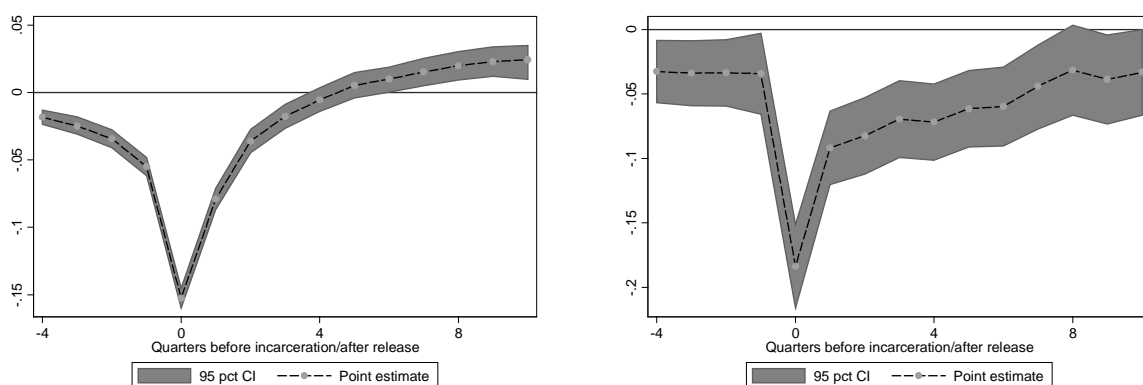 .05
0
-.05
-.1
-.15
-4 0 4 8
Quarters before incarceration/after release
95 pct CI Point estimate
0
-.05
-.1
-.15
-.2
-4 0 4 8
Quarters before incarceration/after release
95 pct CI Point estimate